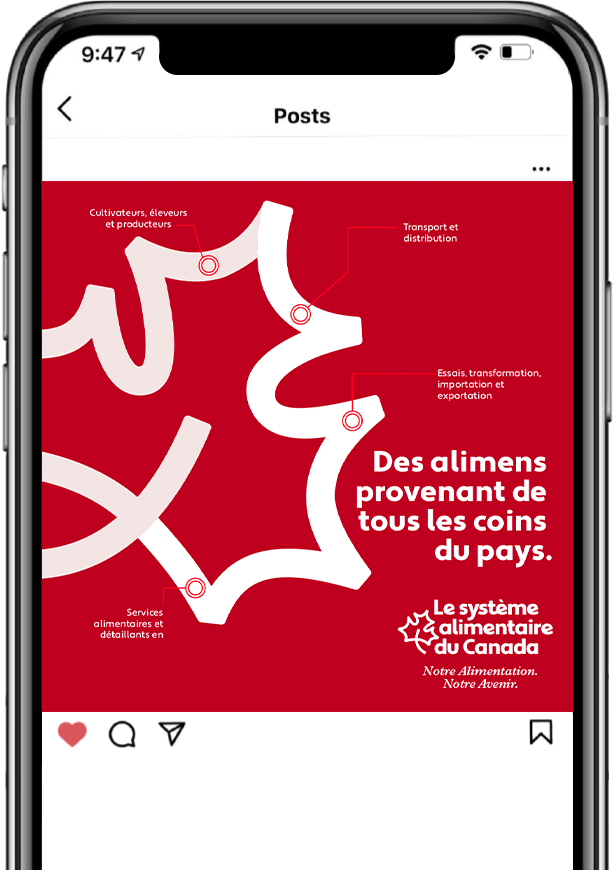 9:47
Posts
Cultivateurs, éleveurs
et producteurs
Transport et
distribution
Essais, transformation,
importation et
exportation
Des alimens
provenant de
tous les coins
du pays.
Services
alimentaires et
détaillants en
Le système
alimentaire
du Canada
Notre Alimentation.
Notre Avenir.